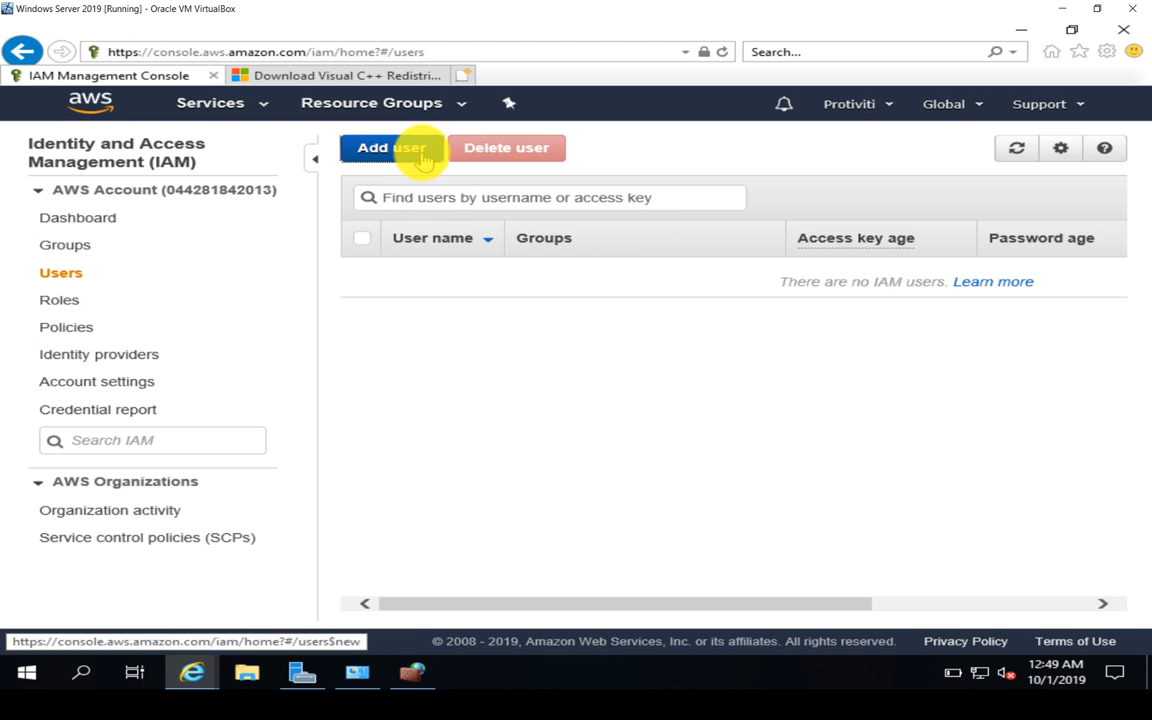 Windows Server 2019 [Running] - Oracle VM VirtualBox
https://console.aws.amazon.com/iam/home?#/users
Search...
IAM Management Console
Download Visual C++ Redistri...
aws
Services
Resource Groups
Protiviti
Global
Support
Identity and Access
Management (IAM)
AWS Account (044281842013)
Dashboard
Groups
Users
Roles
Policies
Identity providers
Account settings
Credential report
Search IAM
AWS Organizations
Organization activity
Service control policies (SCPs)
Add user
Delete user
Find users by username or access key
User name
Groups
Access key age
Password age
There are no IAM users. Learn more
https://console.aws.amazon.com/iam/home?#/users$new
© 2008 - 2019, Amazon Web Services, Inc. or its affiliates. All rights reserved.
Privacy Policy
Terms of Use
12:49 AM
10/1/2019